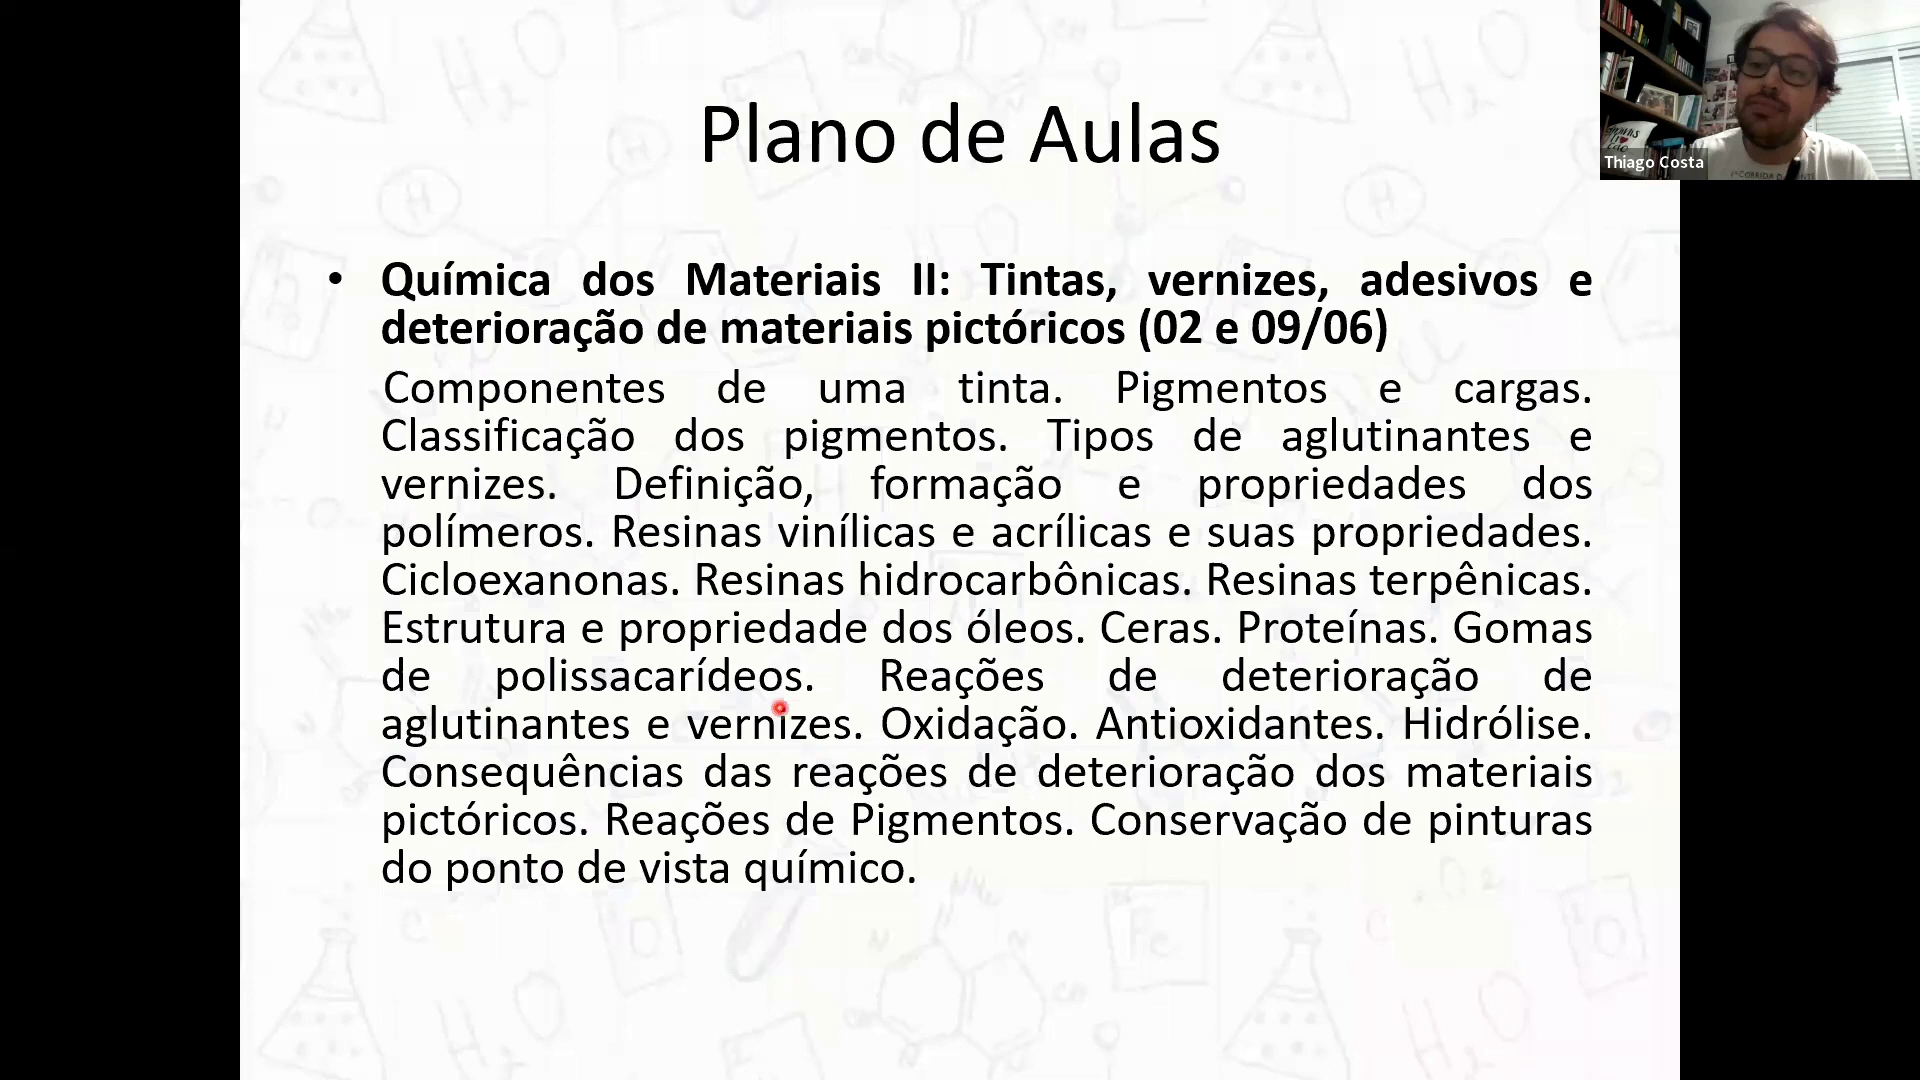 Plano de Aulas
Thiago Costa
• Química dos Materiais II: Tintas, vernizes, adesivos e
deterioração de materiais pictóricos (02 e 09/06)
Componentes de uma tinta. Pigmentos e cargas.
Classificação dos pigmentos. Tipos de aglutinantes e
vernizes. Definição, formação e propriedades dos
polímeros. Resinas vinílicas e acrílicas e suas propriedades.
Cicloexanonas. Resinas hidrocarbônicas. Resinas terpênicas.
Estrutura e propriedade dos óleos. Ceras. Proteínas. Gomas
de polissacarídeos. Reações de deterioração de
aglutinantes e vernizes. Oxidação. Antioxidantes. Hidrólise.
Consequências das reações de deterioração dos materiais
pictóricos. Reações de Pigmentos. Conservação de pinturas
do ponto de vista químico.